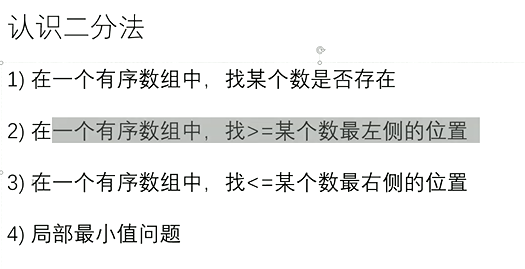 认识二分法
1) 在一个有序数组中，找某个数是否存在
2) 在一个有序数组中，找>=某个数最左侧的位置
3) 在一个有序数组中，找<=某个数最右侧的位置
4) 局部最小值问题